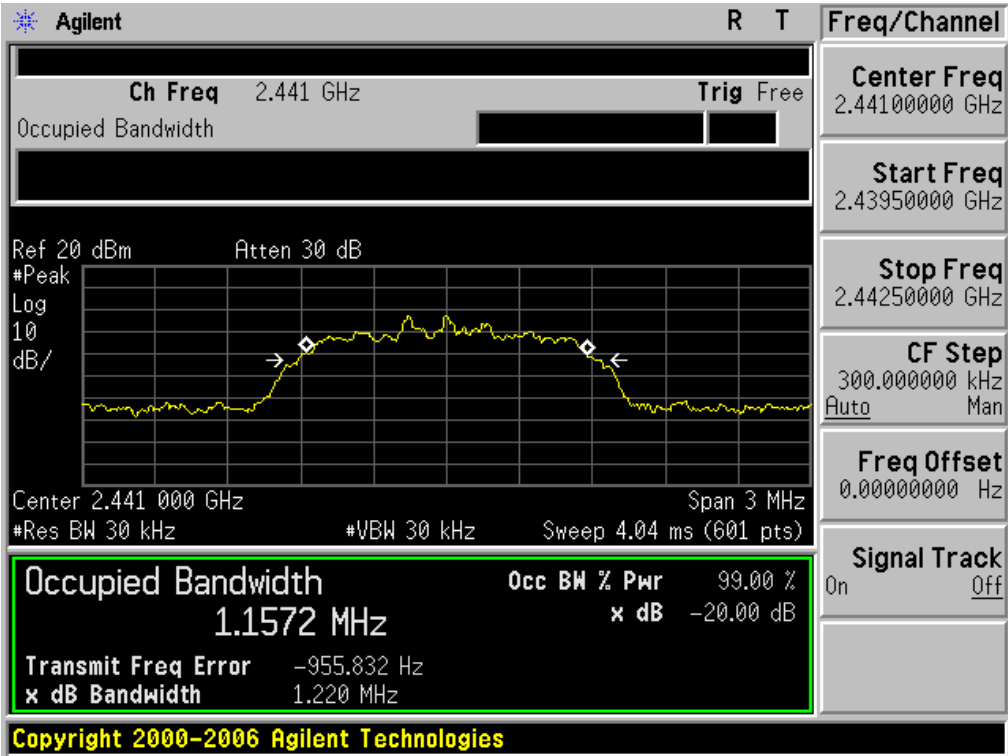 Agilent R T
Freq/Channel
Ch Freq 2.441 GHz Trig Free
Occupied Bandwidth
Center Freq
2.44100000 GHz
Start Freq
2.43950000 GHz
Stop Freq
2.44250000 GHz
CF Step
300.000000 kHz
Auto Man
Freq Offset
0.00000000 Hz
Signal Track
On Off
Ref 20 dBm Atten 30 dB
#Peak
Log
10
dB/
Center 2.441 000 GHz Span 3 MHz
#Res BW 30 kHz #VBW 30 kHz Sweep 4.04 ms (601 pts)
Occupied Bandwidth
1.1572 MHz
Occ BW % Pwr 99.00 %
x dB -20.00 dB
Transmit Freq Error -955.832 Hz
x dB Bandwidth 1.220 MHz
Copyright 2000-2006 Agilent Technologies